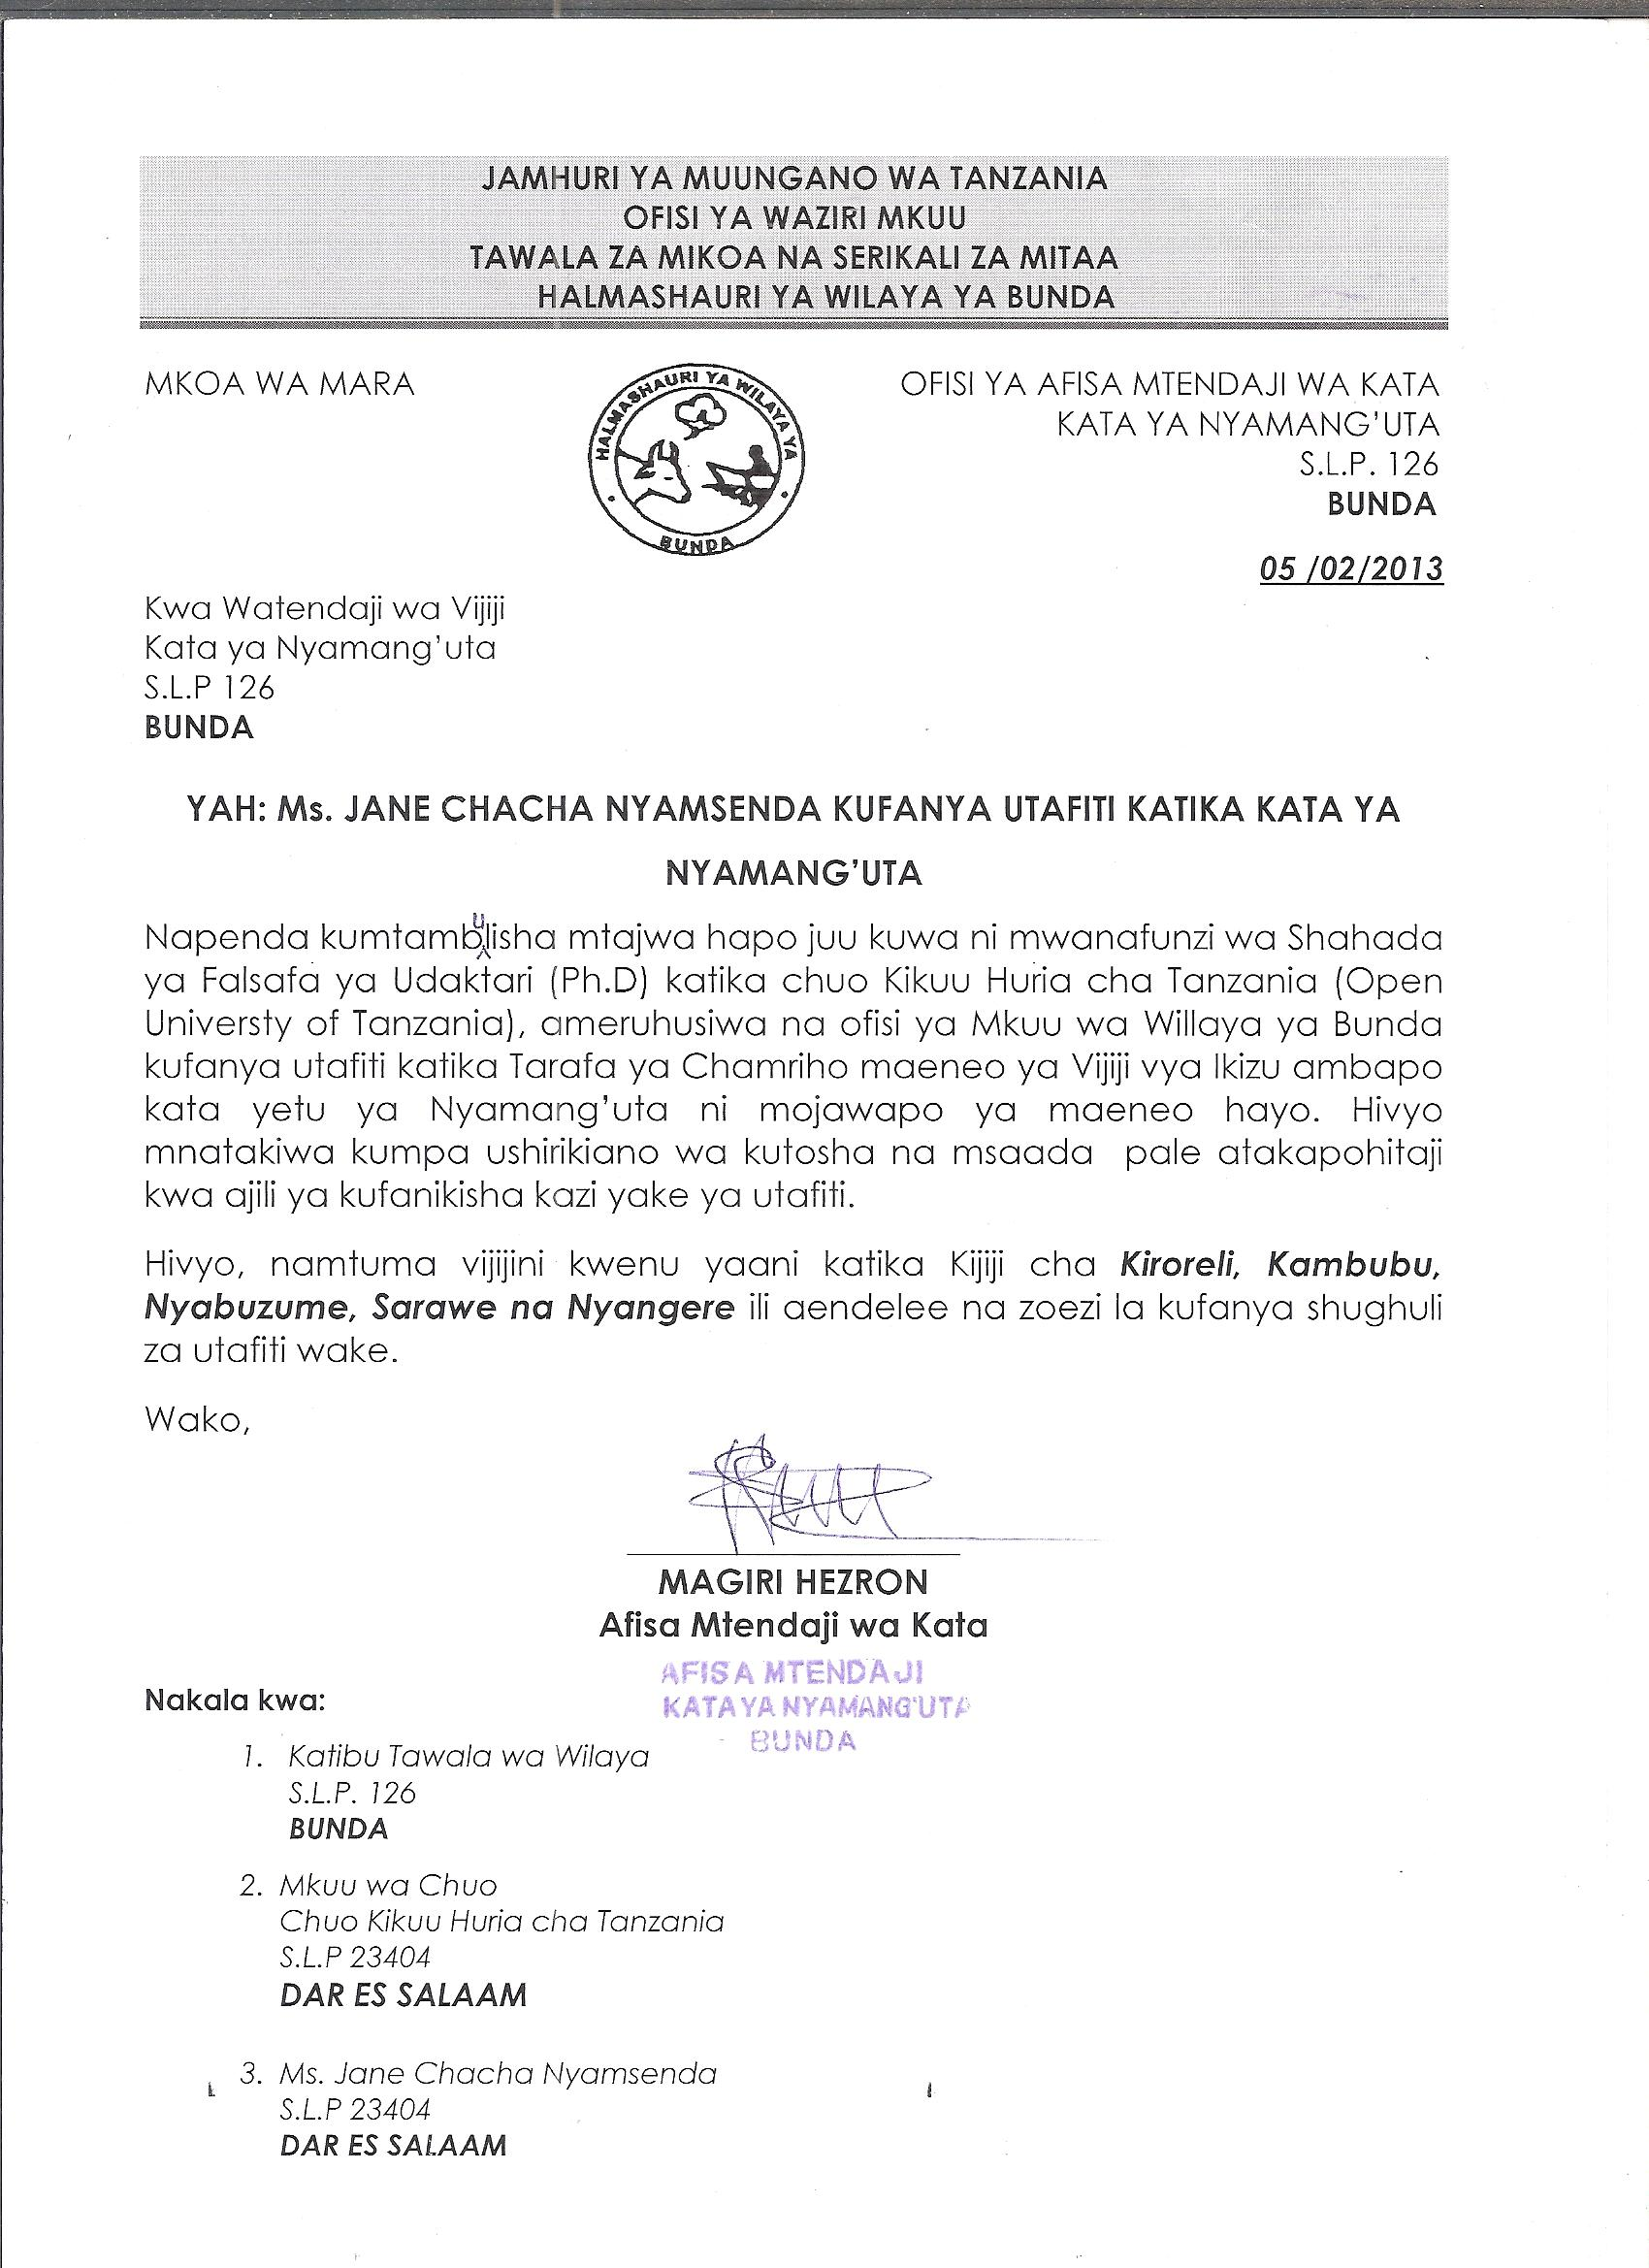 JAMHURI YA MUUNGANO WA TANZANIA
OFISI YA WAZIRI MKUU
TAWALA ZA MIKOA NA SERIKALI ZA MITAA
HALMASHAURI YA WILAYA YA BUNDA
MKOA WA MARA
HALMASHAURI YA WILAYA YA
BUNDA
OFISI YA AFISA MTENDAJI WA KATA
KATA YA NYAMANG'UTA
S.L.P. 126
BUNDA
05 /02/2013
Kwa Watendaji wa Vijiji
Kata ya Nyamang'uta
S.L.P 126
BUNDA
YAH: Ms. JANE CHACHA NYAMSENDA KUFANYA UTAFITI KATIKA KATA YA
NYAMANG'UTA
Napenda kumtambulisha mtajwa hapo juu kuwa ni mwanafunzi wa Shahada
ya Falsafa ya Udaktari (Ph.D) katika chuo Kikuu Huria cha Tanzania (Open
Universty of Tanzania), ameruhusiwa na ofisi ya Mkuu wa Willaya ya Bunda
kufanya utafiti katika Tarafa ya Chamriho maeneo ya Vijiji vya Ikizu ambapo
kata yetu ya Nyamang'uta ni mojawapo ya maeneo hayo. Hivyo
mnatakiwa kumpa ushirikiano wa kutosha na msaada pale atakapohitaji
kwa ajili ya kufanikisha kazi yake ya utafiti.
Hivyo, namtuma vijijini kwenu yaani katika Kijiji cha Kiroreli, Kambubu,
Nyabuzume, Sarawe na Nyangere ili aendelee na zoezi la kufanya shughuli
za utafiti wake.
Wako,
MAGIRI HEZRON
Afisa Mtendaji wa Kata
AFISA MTENDAJI
KATA YA NYAMANG'UTA
BUNDA
Nakala kwa:
1. Katibu Tawala wa Wilaya
S.L.P. 126
BUNDA
2. Mkuu wa Chuo
Chuo Kikuu Huria cha Tanzania
S.L.P 23404
DAR ES SALAAM
3. Ms. Jane Chacha Nyamsenda
S.L.P 23404
DAR ES SALAAM